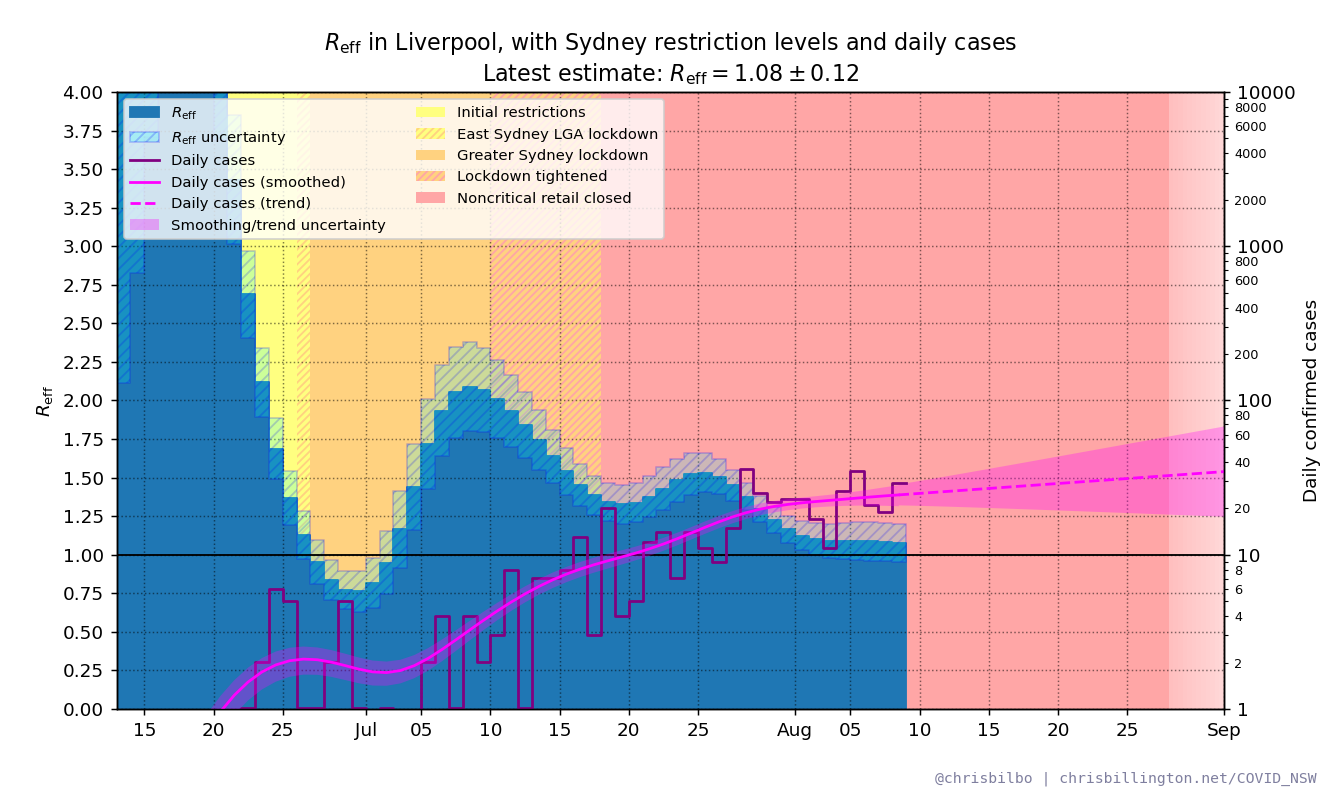 Reff in Liverpool, with Sydney restriction levels and daily cases
Latest estimate: Reff = 1.08 ± 0.12
Reff
Reff uncertainty
Daily cases
Daily cases (smoothed)
Daily cases (trend)
Smoothing/trend uncertainty
Initial restrictions
East Sydney LGA lockdown
Greater Sydney lockdown
Lockdown tightened
Noncritical retail closed
Reff
4.00
3.75
3.50
3.25
3.00
2.75
2.50
2.25
2.00
1.75
1.50
1.25
1.00
0.75
0.50
0.25
0.00
15
20
25
Jul
05
10
15
20
25
Aug
05
10
15
20
25
Sep
10000
8000
6000
4000
2000
1000
800
600
400
200
100
80
60
40
20
10
8
6
4
2
1
Daily confirmed cases
@chrisbilbo | chrisbillington.net/COVID_NSW